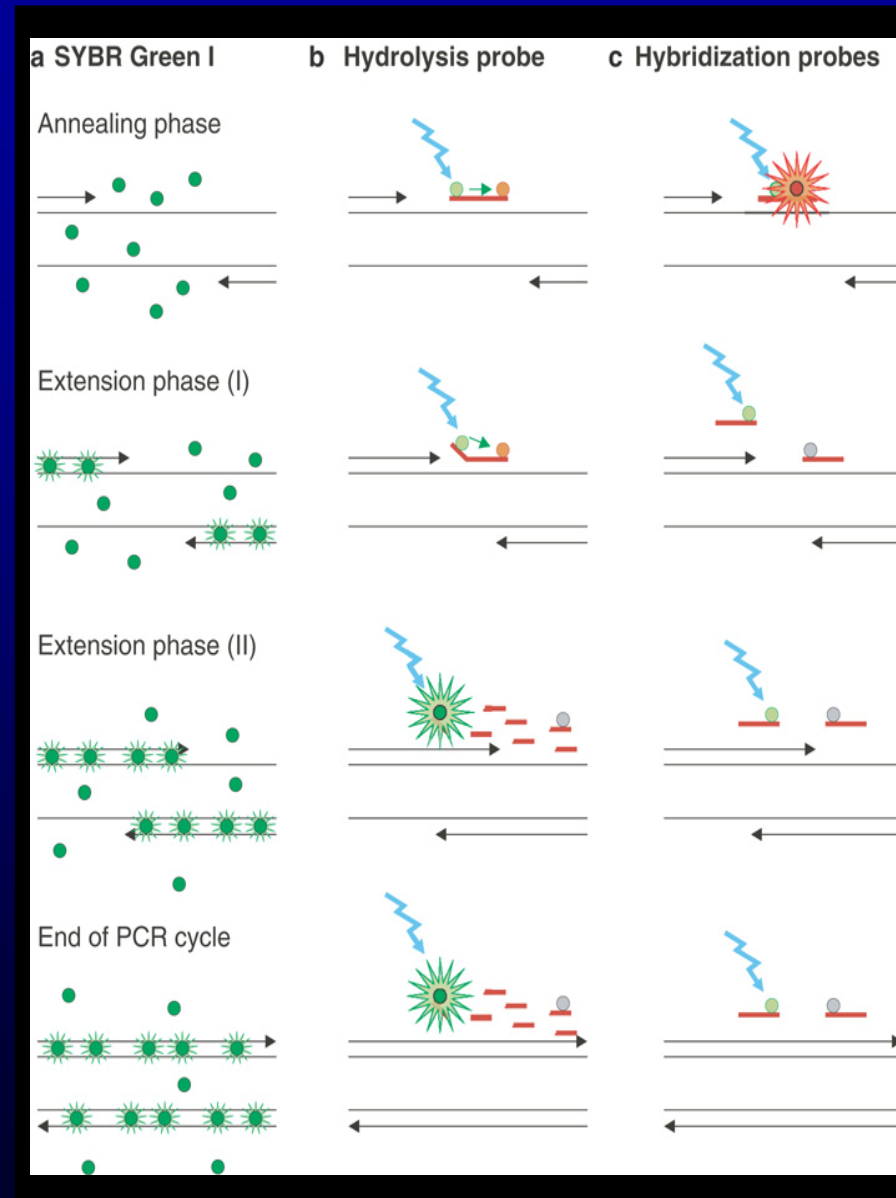 a SYBR Green I
b Hydrolysis probe
c Hybridization probes
Annealing phase
Extension phase (I)
Extension phase (II)
End of PCR cycle